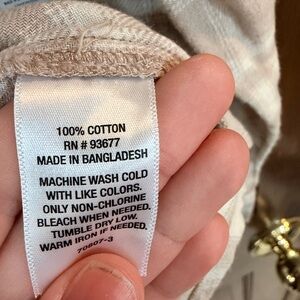 100% COTTON
RN # 93677
MADE IN BANGLADESH
MACHINE WASH COLD
WITH LIKE COLORS.
ONLY NON-CHLORINE
BLEACH WHEN NEEDED.
TUMBLE DRY LOW.
WARM IRON IF NEEDED.
70607-3